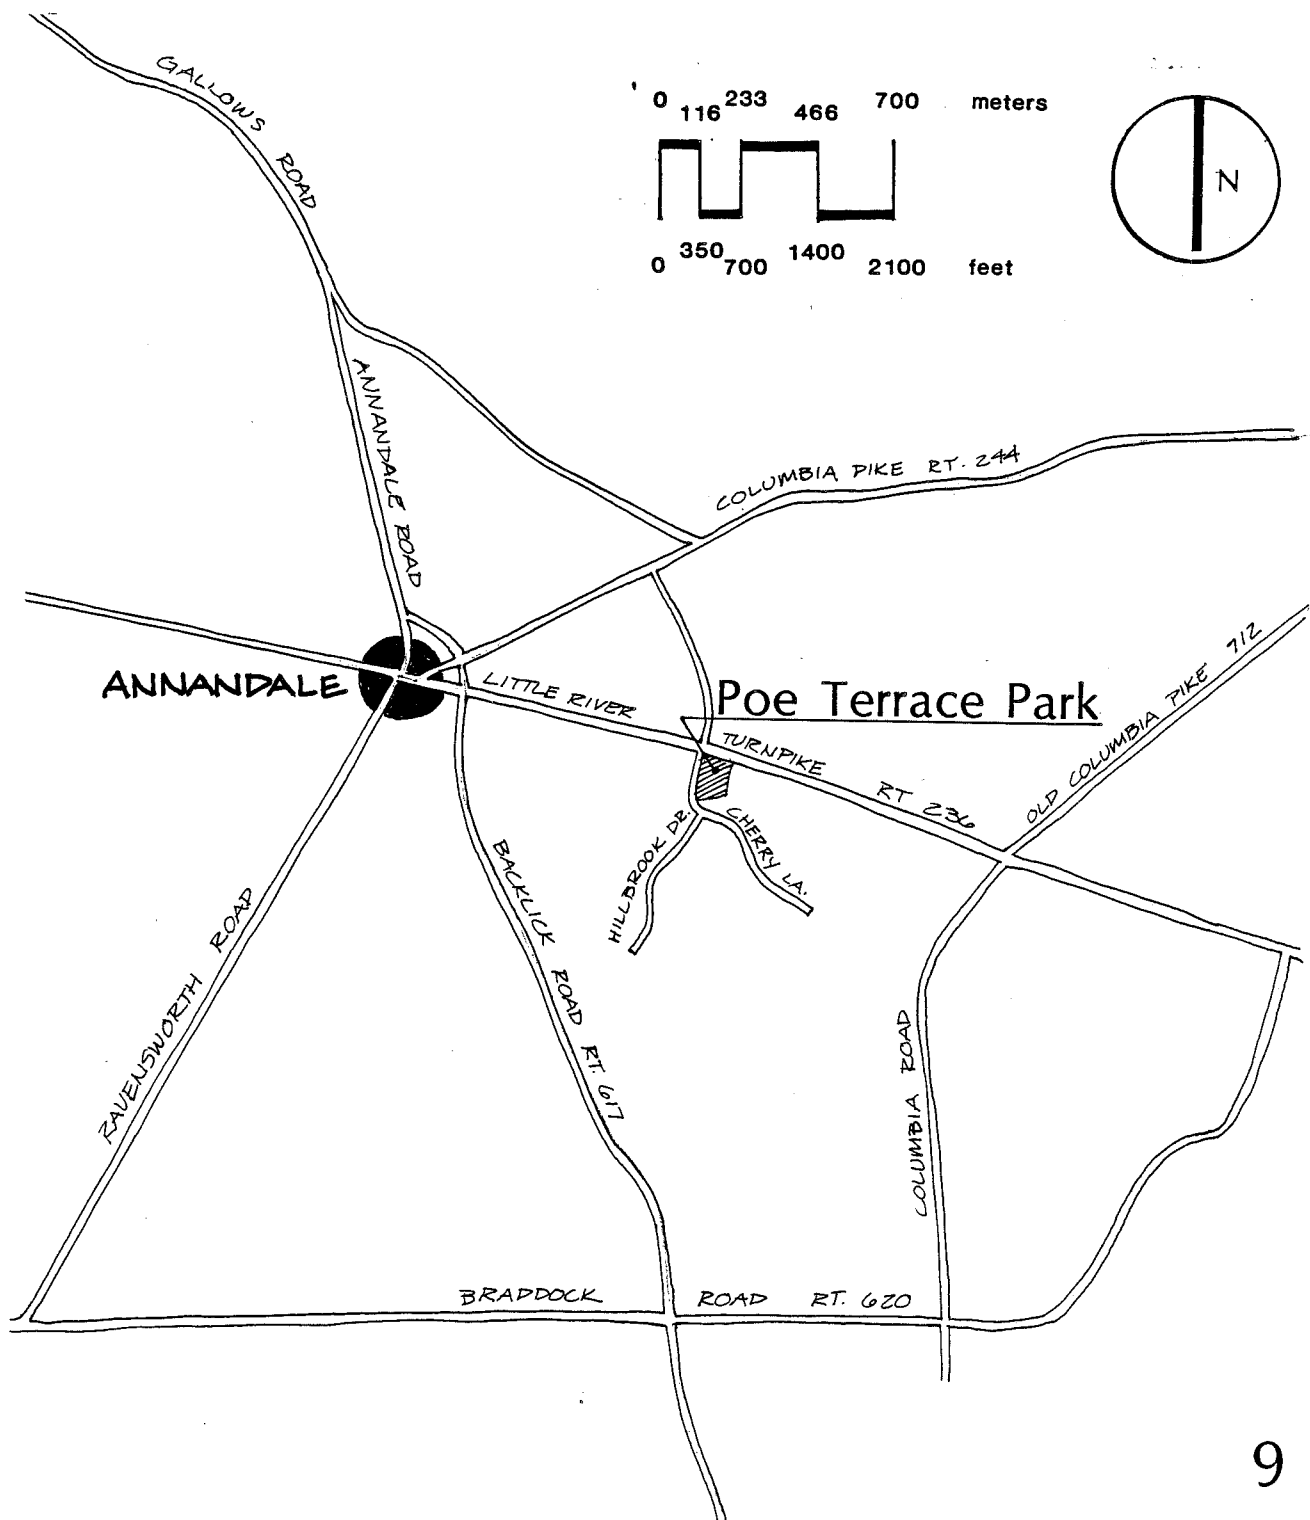 GALLOWS ROAD
0 116 233 466 700 meters
N
0 350 700 1400 2100 feet
ANNANDALE ROAD
COLUMBIA PIKE RT. 244
ANNANDALE
LITTLE RIVER
Poe Terrace Park
TURNPIKE
RT 236
OLD COLUMBIA PIKE 712
HILLBROOK DR.
CHERRY LA.
BACKLICK ROAD RT. 617
RAVENSWORTH ROAD
COLUMBIA ROAD
BRADDOCK ROAD RT. 620
9